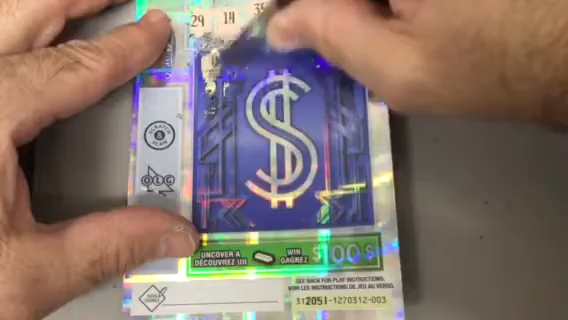 29 14
SCRATCH & SCAN
OLG
UNCOVER A WIN
DÉCOUVREZ UN GAGNEZ $100 $
SEE BACK FOR PLAY INSTRUCTIONS.
VOIR LES INSTRUCTIONS DE JEU AU VERSO.
312051-1270312-003